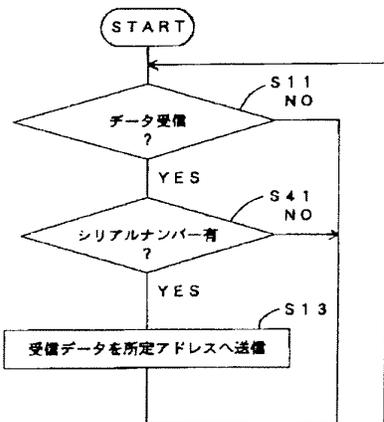 START
S11
NO
データ受信
?
YES
S41
NO
シリアルナンバー有
?
YES
S13
受信データを所定アドレスへ送信